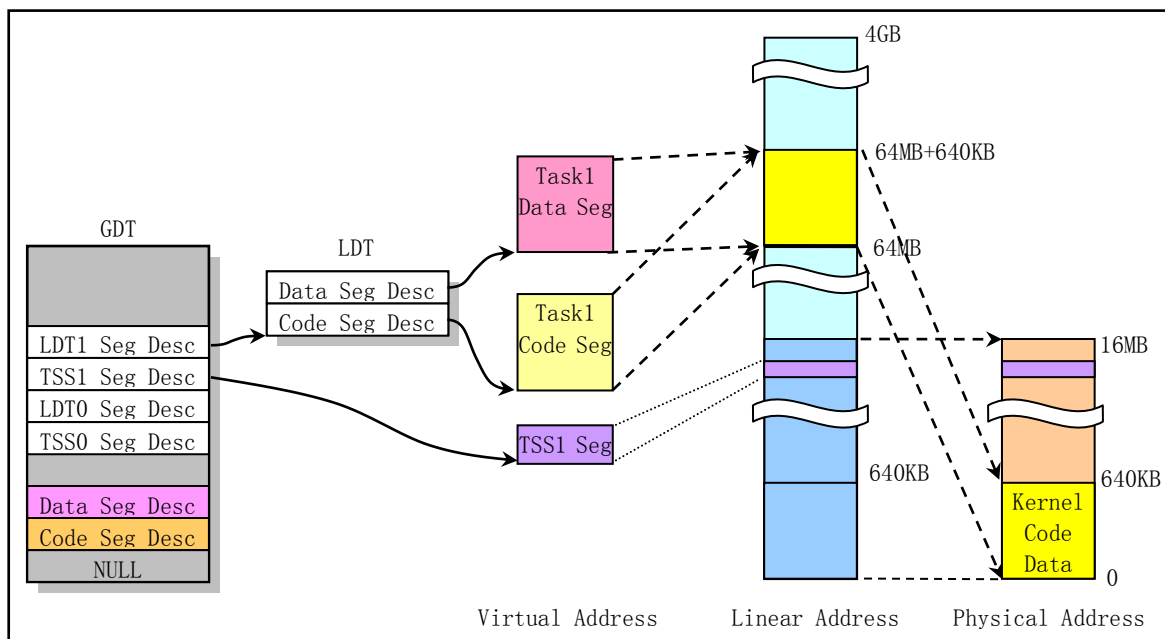 4GB
64MB+640KB
Task1
Data Seg
GDT
LDT
64MB
Data Seg Desc
Code Seg Desc
Task1
Code Seg
LDT1 Seg Desc
16MB
TSS1 Seg Desc
LDT0 Seg Desc
TSS0 Seg Desc
TSS1 Seg
640KB
640KB
Data Seg Desc
Code Seg Desc
NULL
Kernel
Code
Data
0
Virtual Address
Linear Address
Physical Address